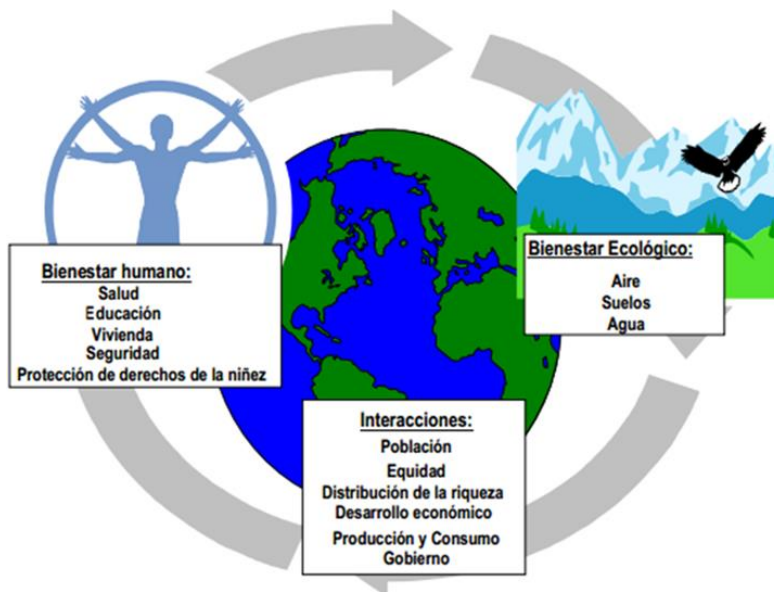 Bienestar humano:
Salud
Educación
Vivienda
Seguridad
Protección de derechos de la niñez
Bienestar Ecológico:
Aire
Suelos
Agua
Interacciones:
Población
Equidad
Distribución de la riqueza
Desarrollo económico
Producción y Consumo
Gobierno